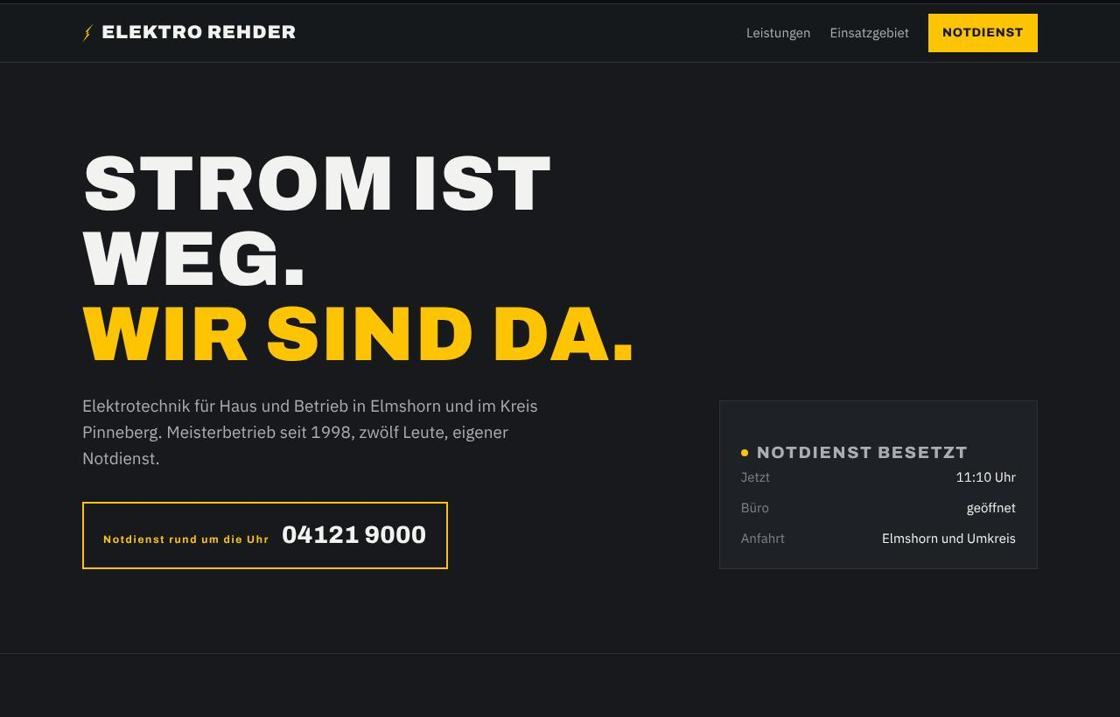 ELEKTRO REHDER
Leistungen
Einsatzgebiet
NOTDIENST
STROM IST
WEG.
WIR SIND DA.
Elektrotechnik für Haus und Betrieb in Elmshorn und im Kreis
Pinneberg. Meisterbetrieb seit 1998, zwölf Leute, eigener
Notdienst.
Notdienst rund um die Uhr 04121 9000
NOTDIENST BESETZT
Jetzt 11:10 Uhr
Büro geöffnet
Anfahrt Elmshorn und Umkreis